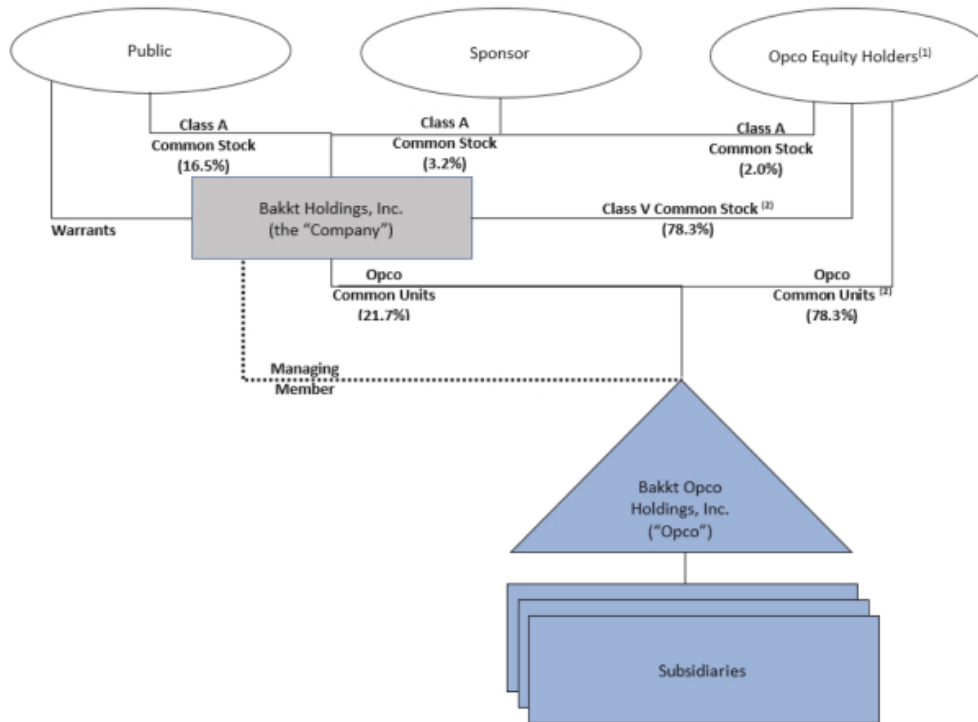 Public
Sponsor
Opco Equity Holders(1)
Class A
Common Stock
(16.5%)
Class A
Common Stock
(3.2%)
Class A
Common Stock
(2.0%)
Warrants
Bakkt Holdings, Inc.
(the “Company”)
Class V Common Stock (2)
(78.3%)
Opco
Common Units
(21.7%)
Opco
Common Units (2)
(78.3%)
Managing
Member
Bakkt Opco
Holdings, Inc.
(“Opco”)
Subsidiaries